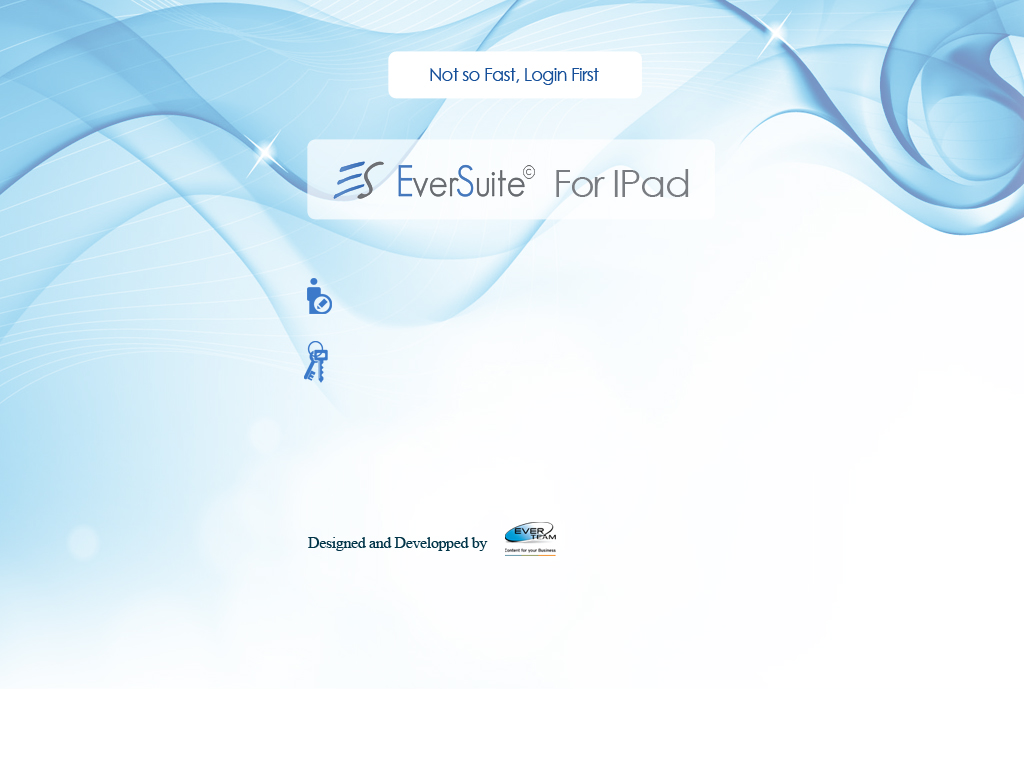 Not so Fast, Login First
ES EverSuite© For IPad
Designed and Developped by
EVER TEAM
Content for your Business